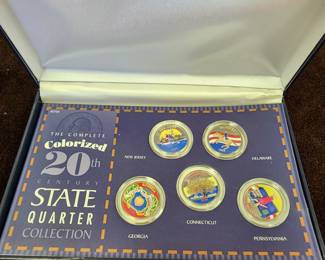 THE COMPLETE
Colorized
20th
CENTURY
STATE
QUARTER
COLLECTION
NEW JERSEY
DELAWARE
GEORGIA
CONNECTICUT
PENNSYLVANIA